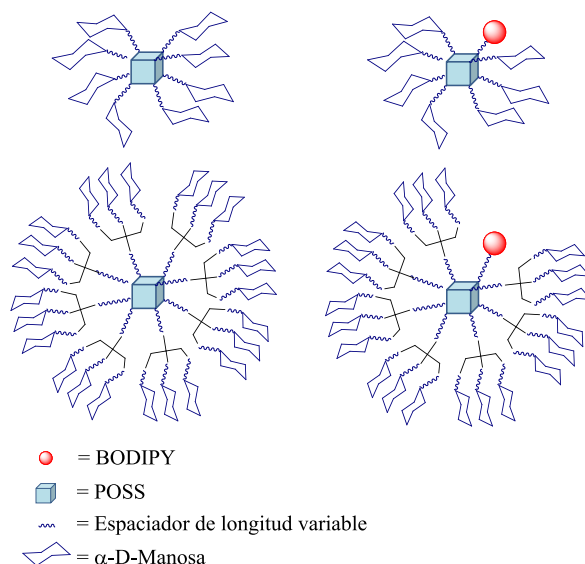 = BODIPY
= POSS
= Espaciador de longitud variable
= α-D-Manosa